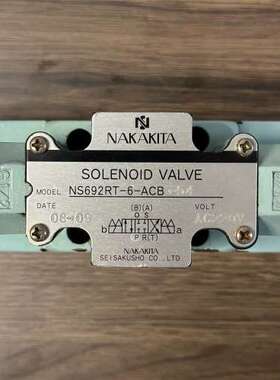 NAKAKITA
SOLENOID VALVE
MODEL NS692RT-6-ACB
DATE VOLT
08 09
(B)(A)
O S
b a
P R(T)
NAKAKITA
SEISAKUSHO CO.,LTD